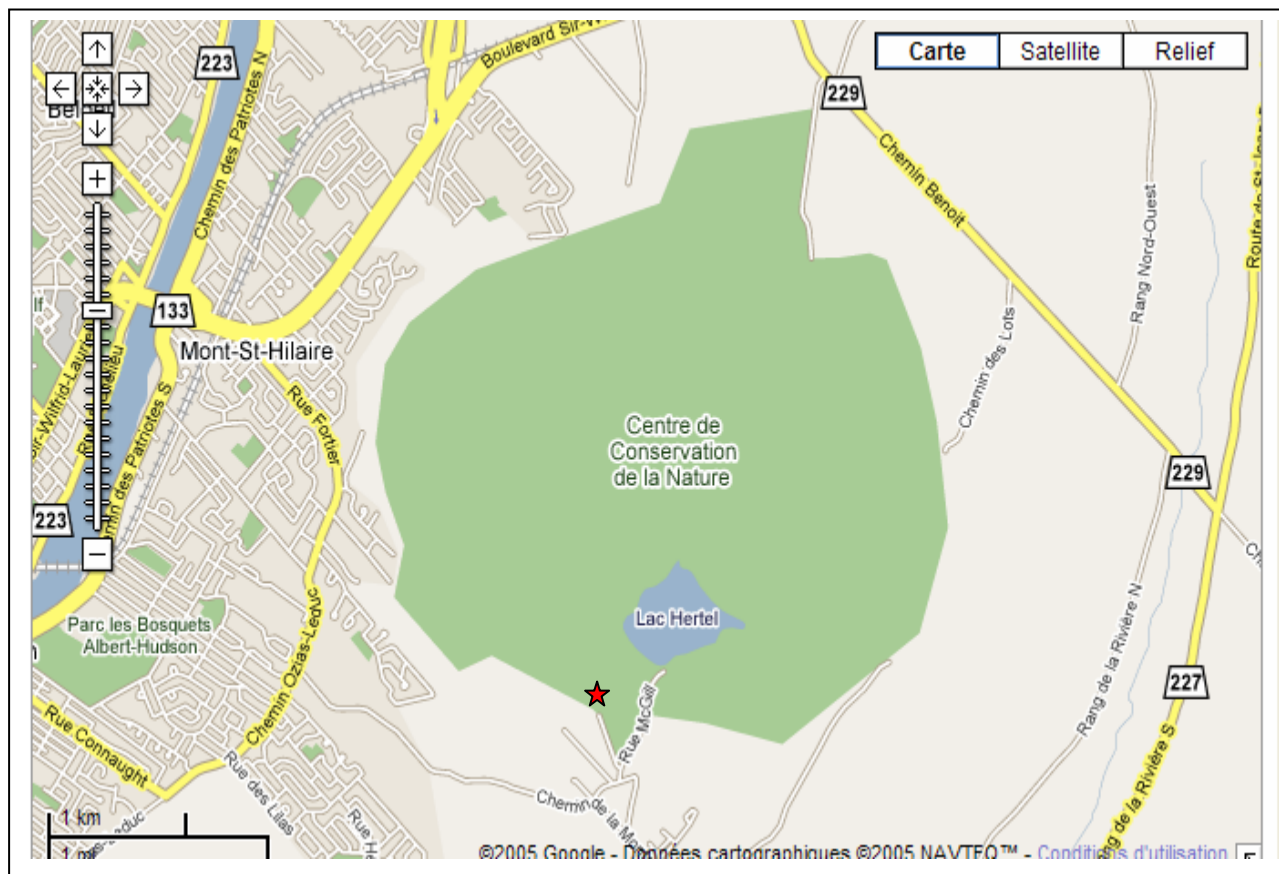 Carte
Satellite
Relief
223
Boulevard Sir-W
229
Chemin des Patriotes N
Chemin Benoit
Rang Nord-Ouest
133
Mont-St-Hilaire
Chemin des Lots
Rue Fortier
Centre de
Conservation
de la Nature
Sir-Wilfrid-Laurier
Chemin des Patriotes S
229
223
Lac Hertel
Parc les Bosquets
Albert-Hudson
Chemin Ozias-Leduc
Rang de la Rivière N
227
Rue McGill
Rue Connaught
Rue des Lilas
Chemin de la
Rang de la Rivière S
1 km
©2005 Google - Données cartographiques ©2005 NAVTEQ™ - Conditions d'utilisation